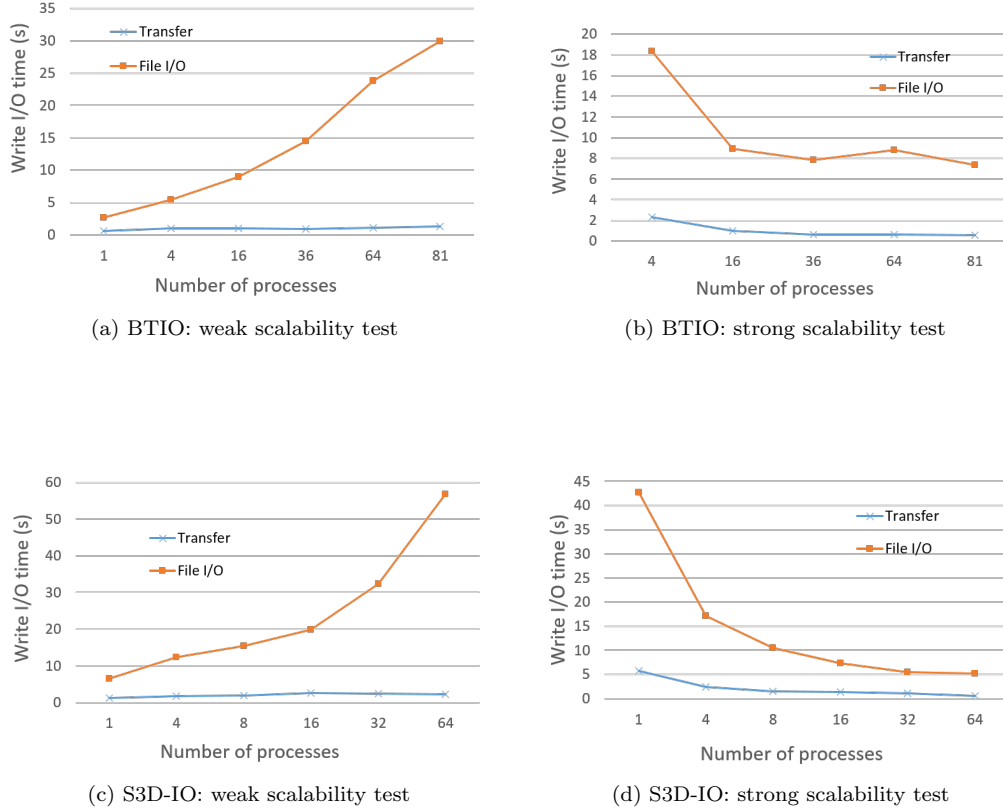 35
30
25
20
15
10
5
0
Write I/O time (s)
Transfer
File I/O
1 4 16 36 64 81
Number of processes
(a) BTIO: weak scalability test
20
18
16
14
12
10
8
6
4
2
0
Write I/O time (s)
Transfer
File I/O
4 16 36 64 81
Number of processes
(b) BTIO: strong scalability test
60
50
40
30
20
10
0
Write I/O time (s)
Transfer
File I/O
1 4 8 16 32 64
Number of processes
(c) S3D-IO: weak scalability test
45
40
35
30
25
20
15
10
5
0
Write I/O time (s)
Transfer
File I/O
1 4 8 16 32 64
Number of processes
(d) S3D-IO: strong scalability test